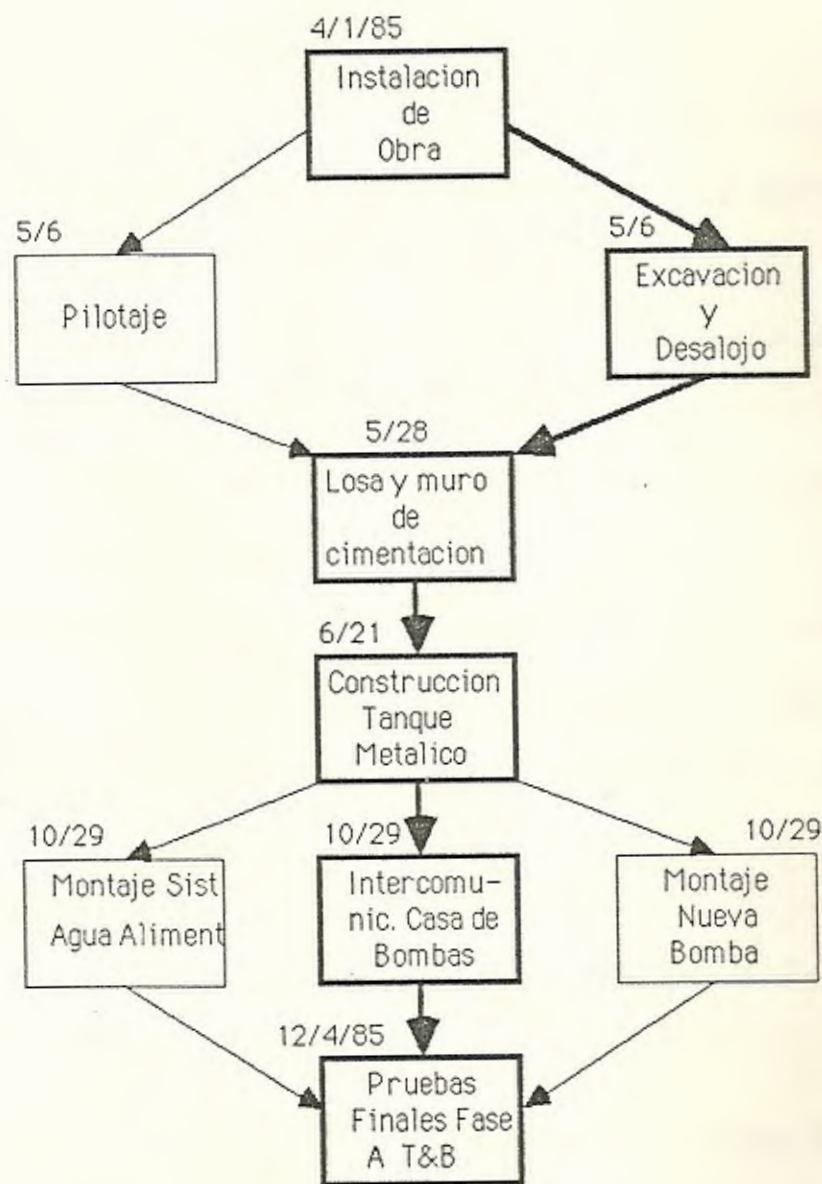 4/1/85
Instalacion
de
Obra
5/6
Pilotaje
5/6
Excavacion
y
Desalojo
5/28
Losa y muro
de
cimentacion
6/21
Construccion
Tanque
Metalico
10/29
Montaje Sist
Agua Aliment
10/29
Intercomu-
nic. Casa de
Bombas
10/29
Montaje
Nueva
Bomba
12/4/85
Pruebas
Finales Fase
A T&B